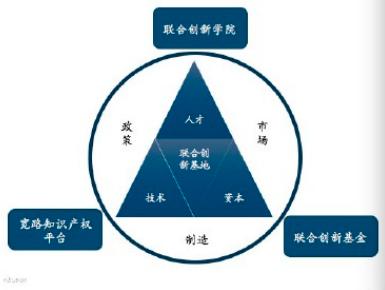 联合创新学院
人才
政
策
市
场
联合创
新基地
技术
资本
宽路知识产权
平台
制造
联合创新基金